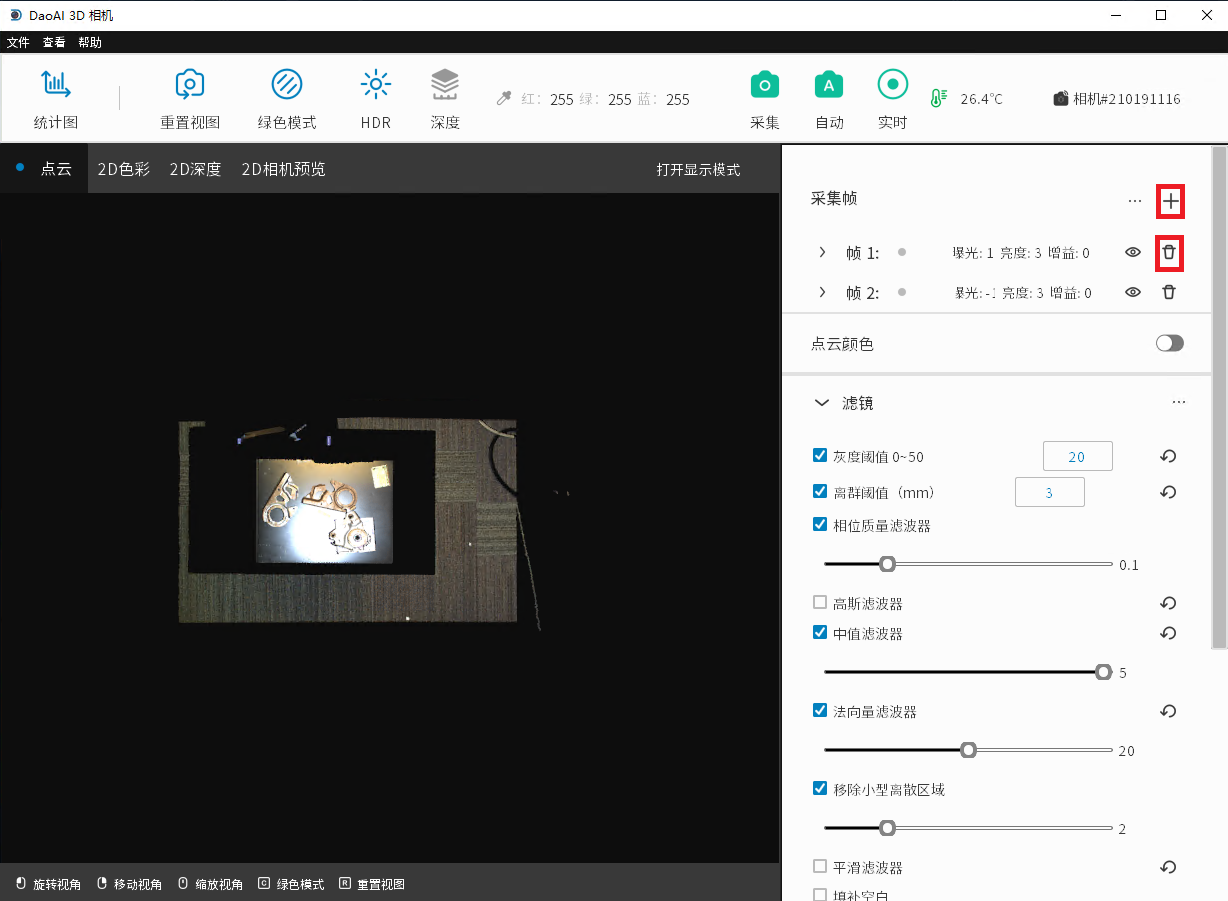 DaoAI 3D 相机
文件 查看 帮助
统计图 重置视图 绿色模式 HDR 深度 红: 255 绿: 255 蓝: 255 采集 自动 实时 26.4℃ 相机#210191116
点云 2D色彩 2D深度 2D相机预览 打开显示模式
采集帧 ...
帧 1: 曝光: 1 亮度: 3 增益: 0
帧 2: 曝光: -1 亮度: 3 增益: 0
点云颜色
滤镜 ...
灰度阈值 0~50 20
离群阈值（mm） 3
相位质量滤波器
0.1
高斯滤波器
中值滤波器
5
法向量滤波器
20
移除小型离散区域
2
平滑滤波器
填补空白
旋转视角 移动视角 缩放视角 C 绿色模式 R 重置视图